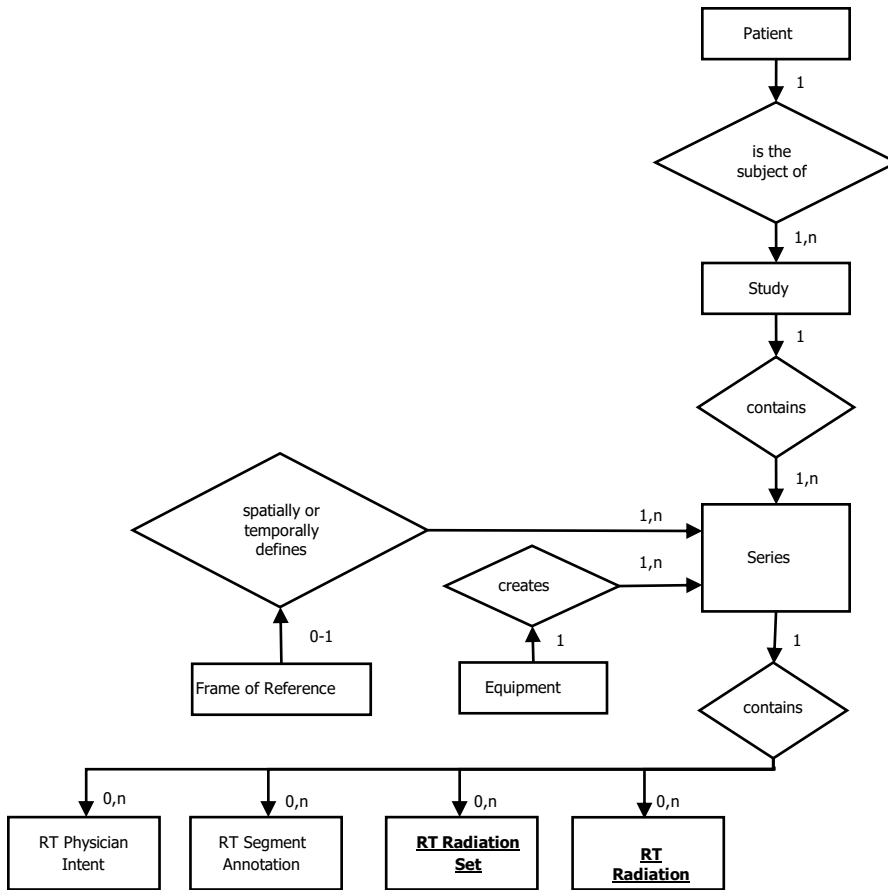 Patient
1
is the
subject of
1,n
Study
1
contains
1,n
spatially or
temporally
defines
1,n
Series
1,n
creates
0-1
1
1
Frame of Reference
Equipment
contains
0,n
0,n
0,n
0,n
RT Physician
Intent
RT Segment
Annotation
RT Radiation
Set
RT
Radiation